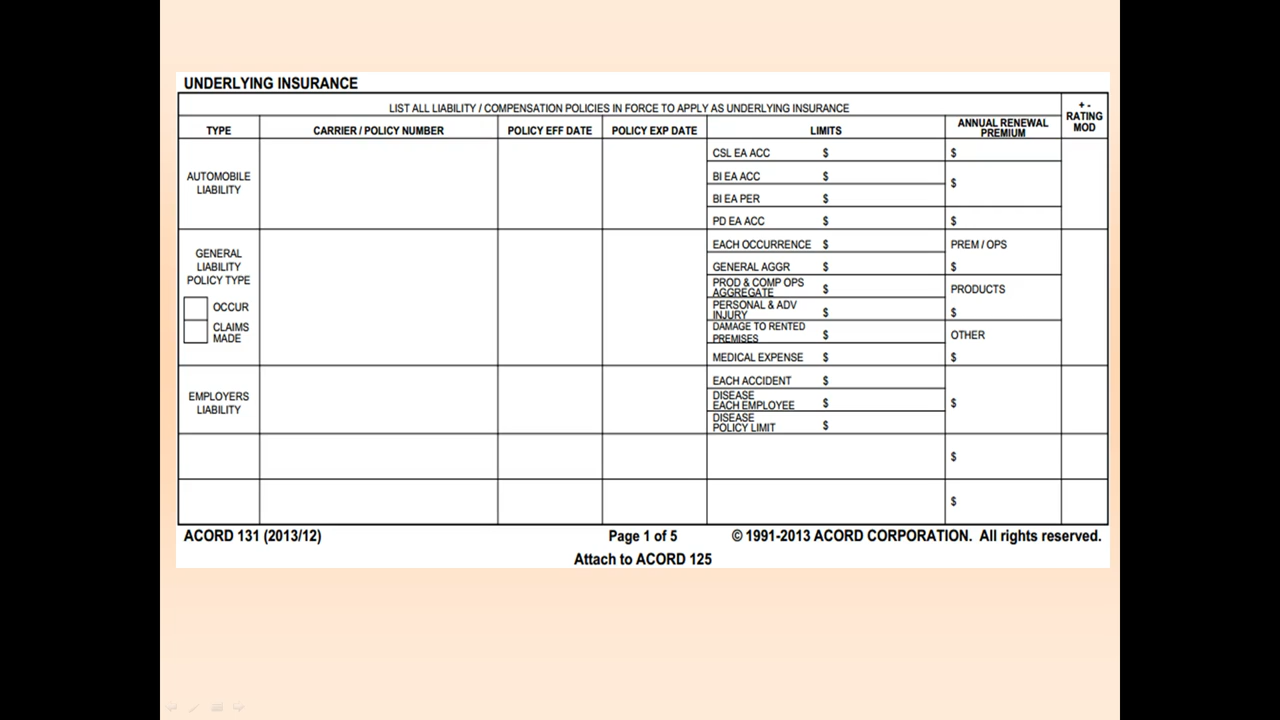 UNDERLYING INSURANCE
LIST ALL LIABILITY / COMPENSATION POLICIES IN FORCE TO APPLY AS UNDERLYING INSURANCE
+ -
RATING
MOD
TYPE
CARRIER / POLICY NUMBER
POLICY EFF DATE
POLICY EXP DATE
LIMITS
ANNUAL RENEWAL
PREMIUM
AUTOMOBILE
LIABILITY
CSL EA ACC $
$
BI EA ACC $
$
BI EA PER $
PD EA ACC $
$
GENERAL
LIABILITY
POLICY TYPE
OCCUR
CLAIMS
MADE
EACH OCCURRENCE $
PREM / OPS
GENERAL AGGR $
$
PROD & COMP OPS
AGGREGATE $
PRODUCTS
PERSONAL & ADV
INJURY $
$
DAMAGE TO RENTED
PREMISES $
OTHER
MEDICAL EXPENSE $
$
EMPLOYERS
LIABILITY
EACH ACCIDENT $
DISEASE
EACH EMPLOYEE $
$
DISEASE
POLICY LIMIT $
$
$
ACORD 131 (2013/12)
Page 1 of 5
© 1991-2013 ACORD CORPORATION. All rights reserved.
Attach to ACORD 125